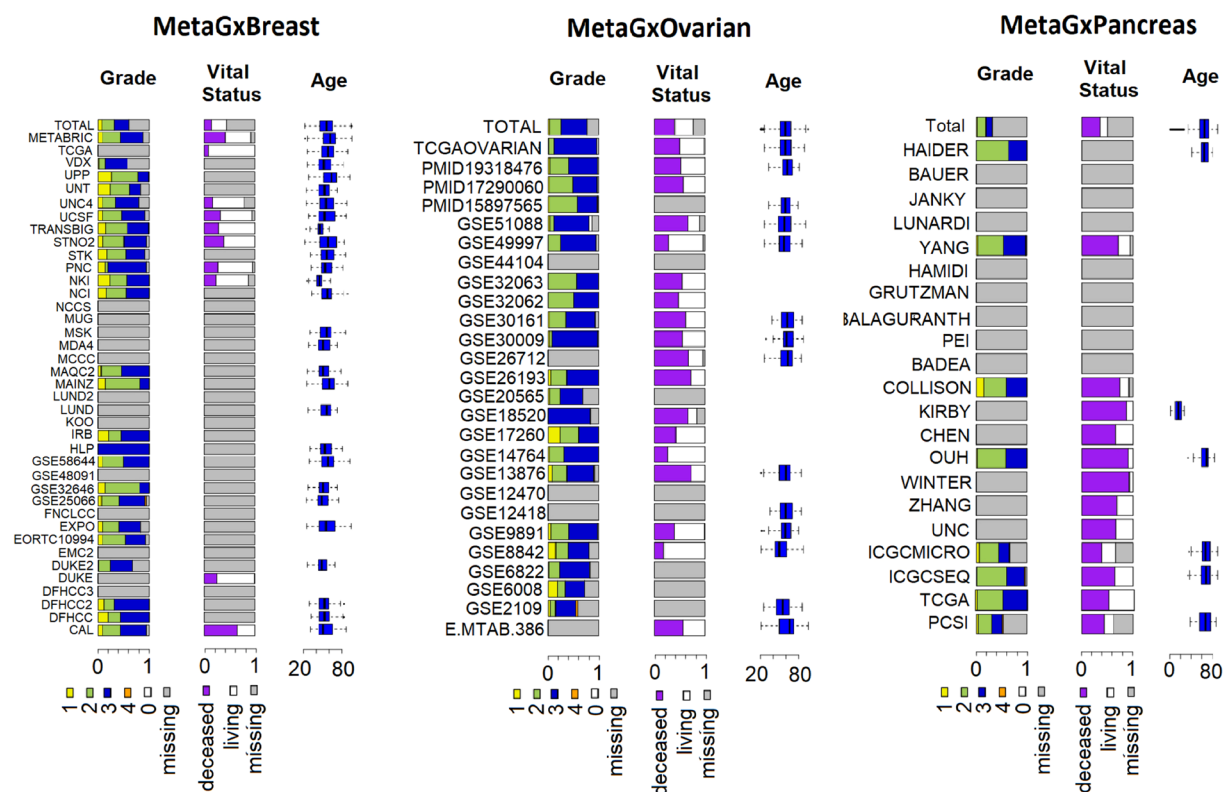 MetaGxBreast
Grade
Vital
Status
Age
TOTAL
METABRIC
TCGA
VDX
UPP
UNT
UNC4
UCSF
TRANSBIG
STNO2
STK
PNC
NKI
NCI
NCCS
MUG
MSK
MDA4
MCCC
MAQC2
MAINZ
LUND2
LUND
KOO
IRB
HLP
GSE58644
GSE48091
GSE32646
GSE25066
FNCLCC
EXPO
EORTC10994
EMC2
DUKE2
DUKE
DFHCC3
DFHCC2
DFHCC
CAL
0 1
0 1
20 80
1
2
3
4
0
missing
deceased
living
missing
MetaGxOvarian
Grade
Vital
Status
Age
TOTAL
TCGAOVARIAN
PMID19318476
PMID17290060
PMID15897565
GSE51088
GSE49997
GSE44104
GSE32063
GSE32062
GSE30161
GSE30009
GSE26712
GSE26193
GSE20565
GSE18520
GSE17260
GSE14764
GSE13876
GSE12470
GSE12418
GSE9891
GSE8842
GSE6822
GSE6008
GSE2109
E.MTAB.386
0 1
0 1
20 80
1
2
3
4
0
missing
deceased
living
missing
MetaGxPancreas
Grade
Vital
Status
Age
Total
HAIDER
BAUER
JANKY
LUNARDI
YANG
HAMIDI
GRUTZMAN
BALAGURANTH
PEI
BADEA
COLLISON
KIRBY
CHEN
OUH
WINTER
ZHANG
UNC
ICGCMICRO
ICGCSEQ
TCGA
PCSI
0 1
0 1
0 80
1
2
3
4
0
missing
deceased
living
missing